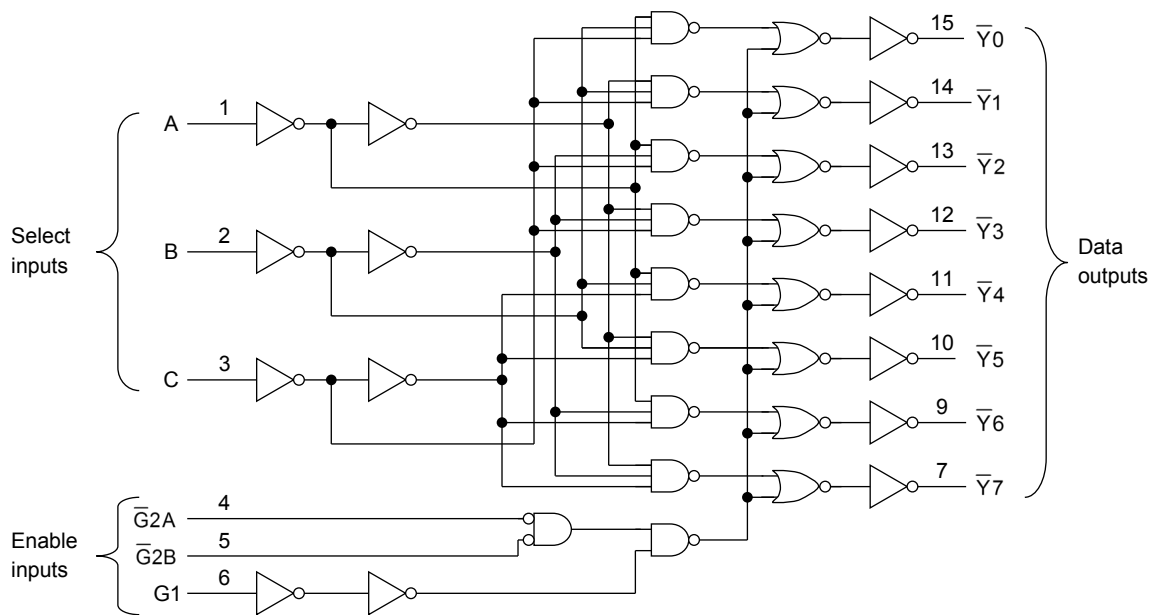 15 Y̅0
14 Y̅1
A 1
13 Y̅2
Select
inputs
B 2
12 Y̅3
Data
outputs
11 Y̅4
C 3
10 Y̅5
9 Y̅6
7 Y̅7
Enable
inputs
G̅2A 4
G̅2B 5
G1 6